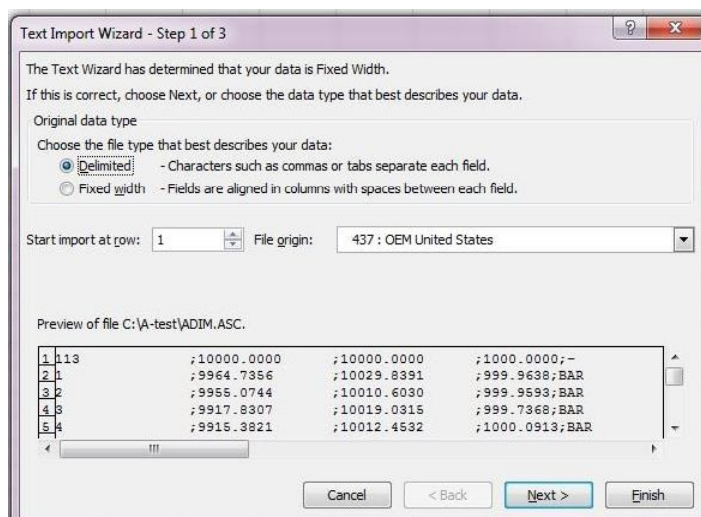 Text Import Wizard - Step 1 of 3
The Text Wizard has determined that your data is Fixed Width.
If this is correct, choose Next, or choose the data type that best describes your data.
Original data type
Choose the file type that best describes your data:
Delimited - Characters such as commas or tabs separate each field.
Fixed width - Fields are aligned in columns with spaces between each field.
Start import at row: 1 File origin: 437 : OEM United States
Preview of file C:\A-test\ADIM.ASC.
1 113 ;10000.0000 ;10000.0000 ;1000.0000;-
2 1 ;9964.7356 ;10029.8391 ;999.9638;BAR
3 2 ;9955.0744 ;10010.6030 ;999.9593;BAR
4 3 ;9917.8307 ;10019.0315 ;999.7368;BAR
5 4 ;9915.3821 ;10012.4532 ;1000.0913;BAR
Cancel < Back Next > Finish